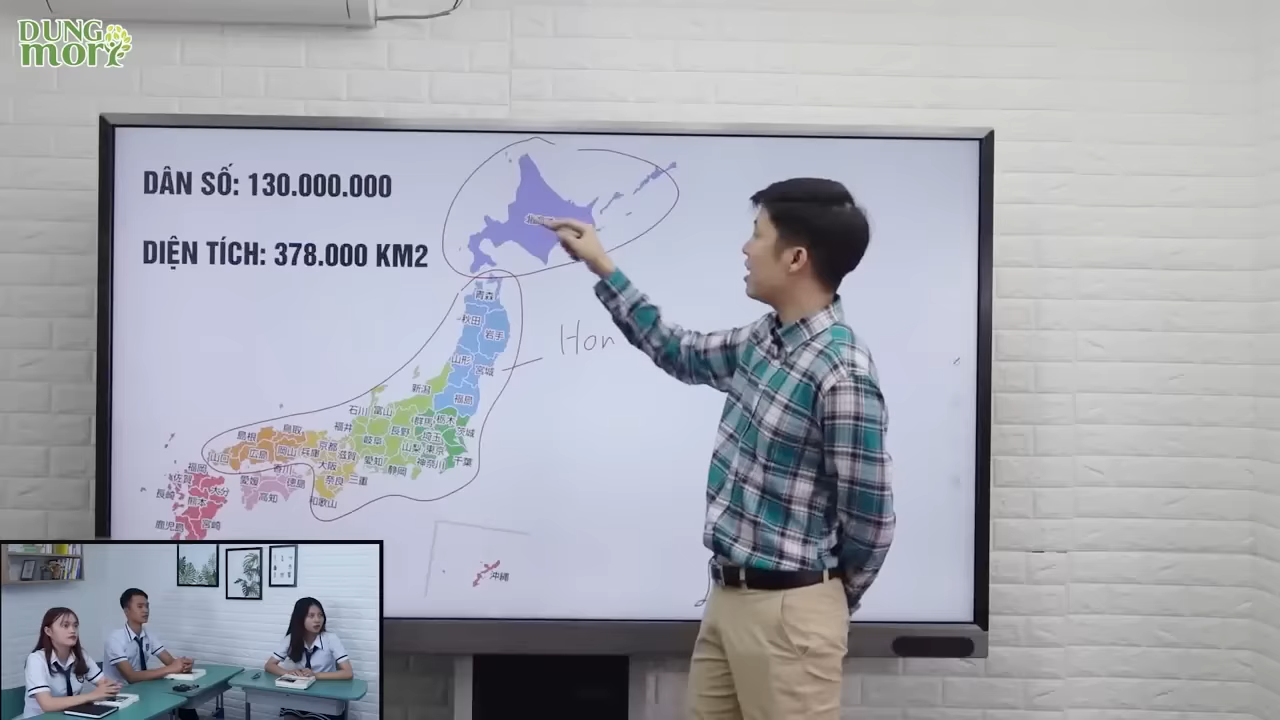 DUNG
mori
DÂN SỐ: 130.000.000
DIỆN TÍCH: 378.000 KM2
青森
秋田
岩手
Hon
山形
宮城
新潟
福島
石川
富山
群馬
栃木
福井
長野
茨城
島根
鳥取
岐阜
埼玉
京都
山梨
東京
山口
広島
岡山
兵庫
滋賀
愛知
静岡
神奈川
千葉
大阪
福岡
香川
佐賀
愛媛
徳島
奈良
三重
長崎
大分
高知
熊本
和歌山
鹿児島
宮崎
沖縄